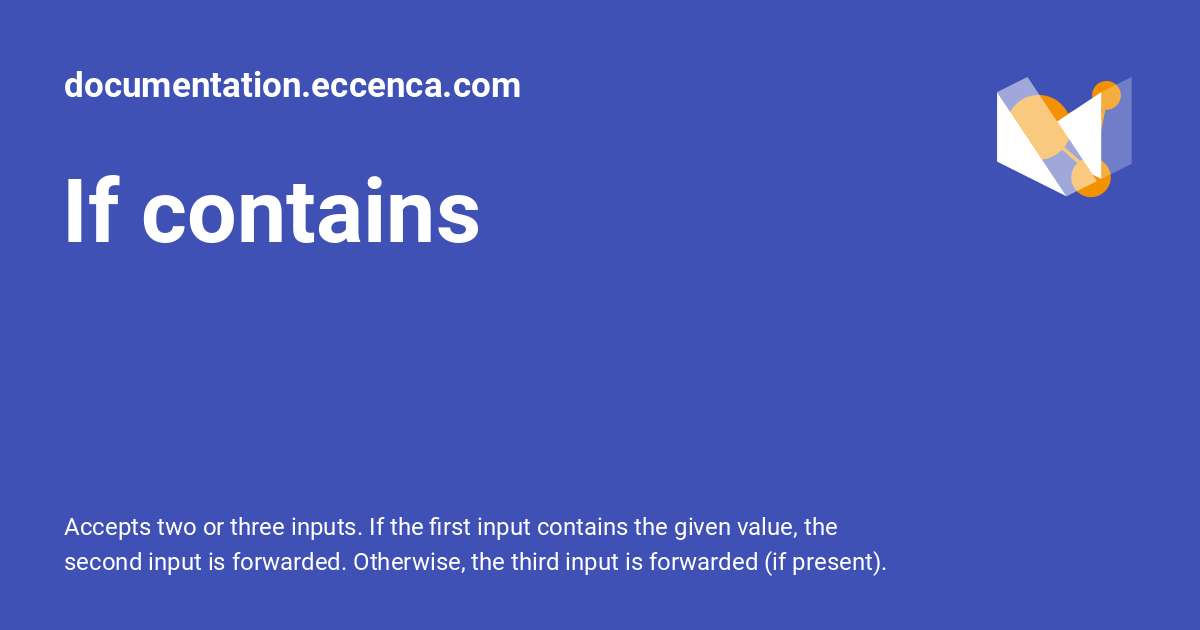 documentation.eccenca.com
If contains
Accepts two or three inputs. If the first input contains the given value, the
second input is forwarded. Otherwise, the third input is forwarded (if present).